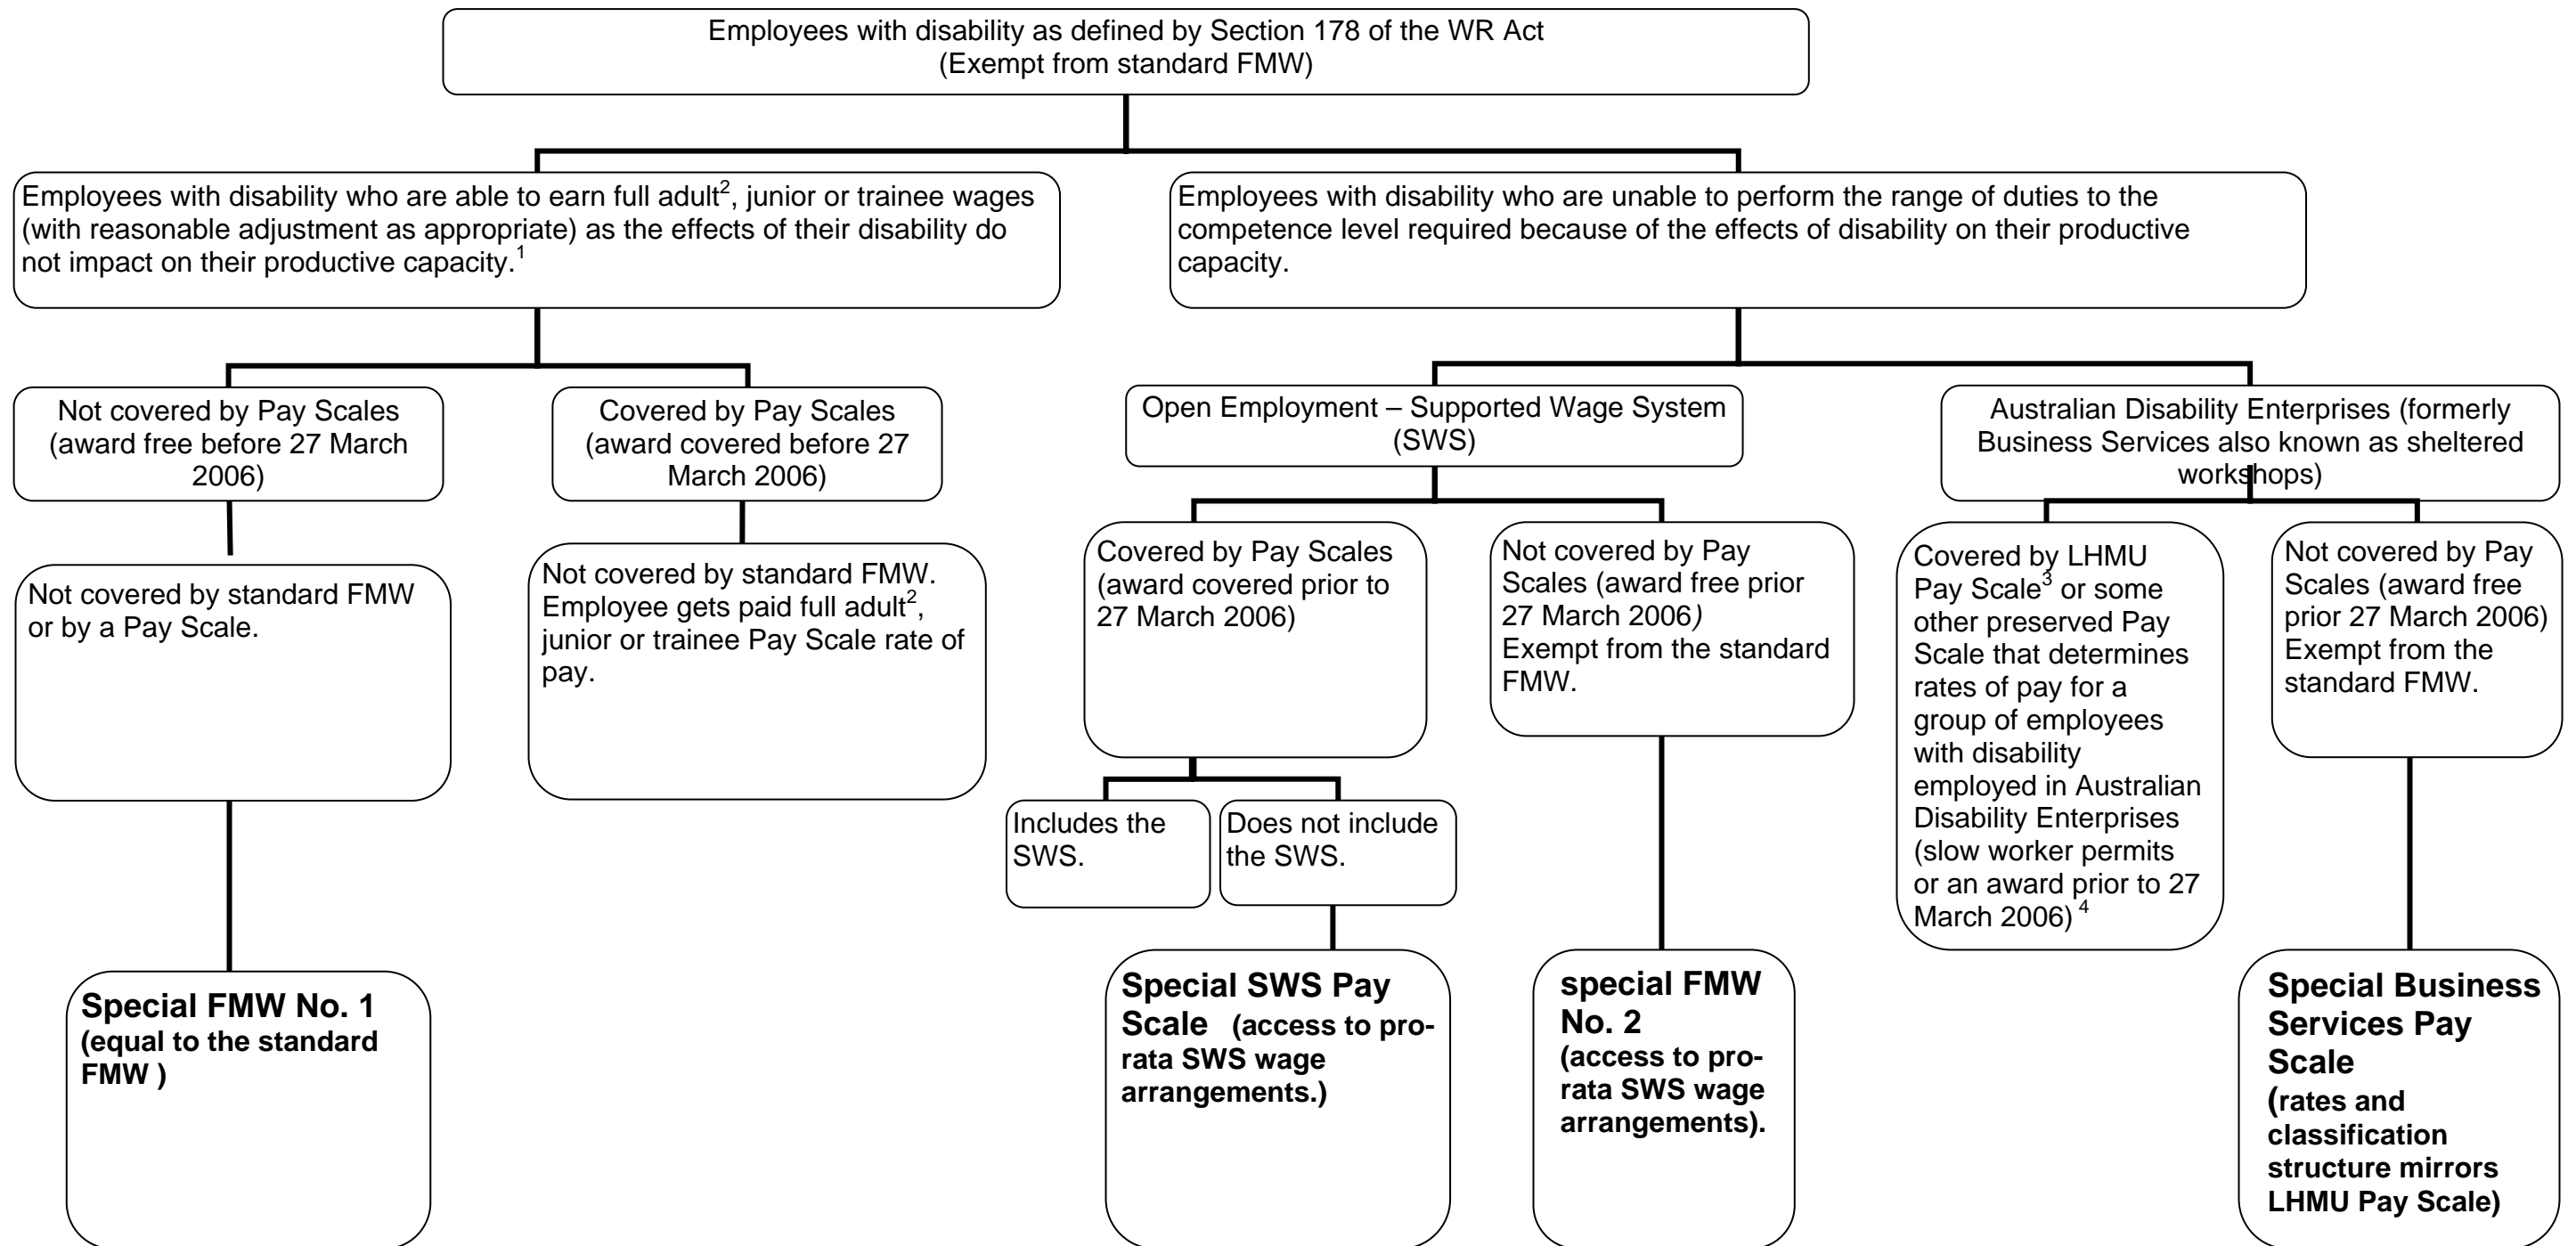 Employees with disability as defined by Section 178 of the WR Act
(Exempt from standard FMW)
Employees with disability who are able to earn full adult², junior or trainee wages
(with reasonable adjustment as appropriate) as the effects of their disability do
not impact on their productive capacity.¹
Employees with disability who are unable to perform the range of duties to the
competence level required because of the effects of disability on their productive
capacity.
Not covered by Pay Scales
(award free before 27 March
2006)
Covered by Pay Scales
(award covered before 27
March 2006)
Open Employment – Supported Wage System
(SWS)
Australian Disability Enterprises (formerly
Business Services also known as sheltered
workshops)
Not covered by standard FMW
or by a Pay Scale.
Not covered by standard FMW.
Employee gets paid full adult²,
junior or trainee Pay Scale rate of
pay.
Covered by Pay Scales
(award covered prior to
27 March 2006)
Not covered by Pay
Scales (award free prior
27 March 2006)
Exempt from the standard
FMW.
Covered by LHMU
Pay Scale³ or some
other preserved Pay
Scale that determines
rates of pay for a
group of employees
with disability
employed in Australian
Disability Enterprises
(slow worker permits
or an award prior to 27
March 2006) ⁴
Not covered by Pay
Scales (award free
prior 27 March 2006)
Exempt from the
standard FMW.
Includes the
SWS.
Does not include
the SWS.
Special FMW No. 1
(equal to the standard
FMW )
Special SWS Pay
Scale (access to pro-
rata SWS wage
arrangements.)
special FMW
No. 2
(access to pro-
rata SWS wage
arrangements).
Special Business
Services Pay
Scale
(rates and
classification
structure mirrors
LHMU Pay Scale)